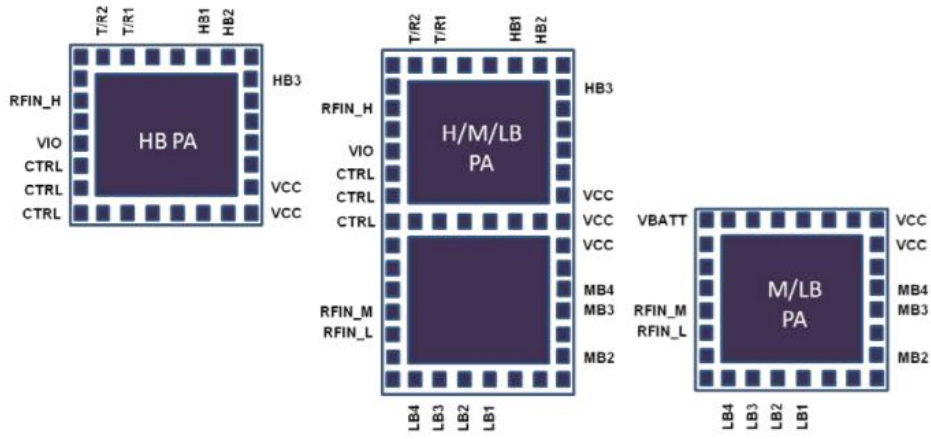 T/R2
T/R1
HB1
HB2
HB3
RFIN_H
HB PA
VIO
CTRL
CTRL
VCC
CTRL
VCC
T/R2
T/R1
HB1
HB2
HB3
RFIN_H
H/M/LB
PA
VIO
CTRL
CTRL
VCC
CTRL
VCC
VCC
MB4
RFIN_M
MB3
RFIN_L
MB2
LB4
LB3
LB2
LB1
VBATT
VCC
VCC
M/LB
PA
MB4
RFIN_M
MB3
RFIN_L
MB2
LB4
LB3
LB2
LB1